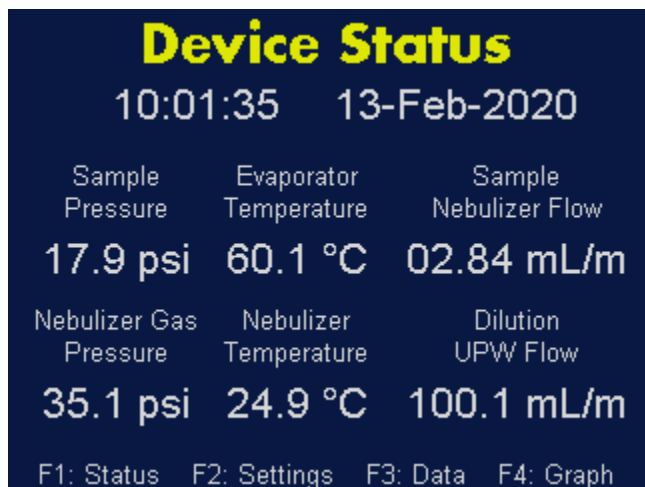 Device Status
10:01:35 13-Feb-2020
Sample Pressure
Evaporator Temperature
Sample Nebulizer Flow
17.9 psi 60.1 °C 02.84 mL/m
Nebulizer Gas Pressure
Nebulizer Temperature
Dilution UPW Flow
35.1 psi 24.9 °C 100.1 mL/m
F1: Status F2: Settings F3: Data F4: Graph